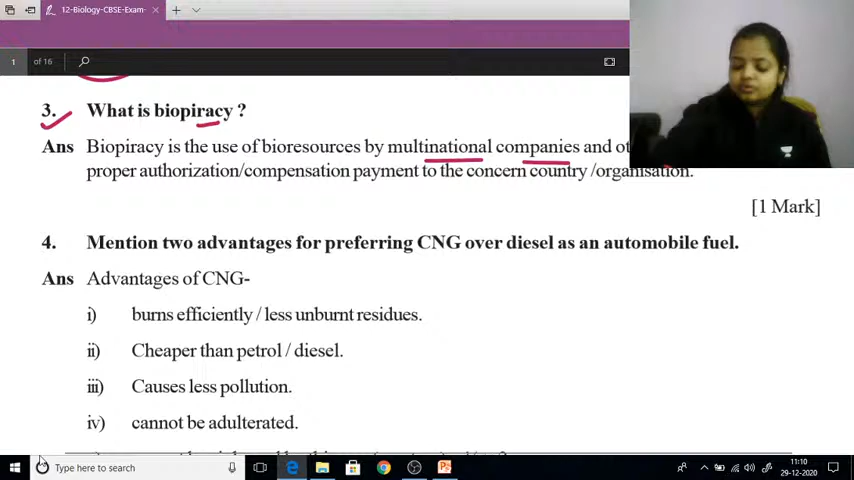 12-Biology-CBSE-Exam-
1 of 16
3. What is biopiracy ?
Ans Biopiracy is the use of bioresources by multinational companies and
proper authorization/compensation payment to the concern country /organisation.
[1 Mark]
4. Mention two advantages for preferring CNG over diesel as an automobile fuel.
Ans Advantages of CNG-
i) burns efficiently / less unburnt residues.
ii) Cheaper than petrol / diesel.
iii) Causes less pollution.
iv) cannot be adulterated.
Type here to search
11:10
29-12-2020